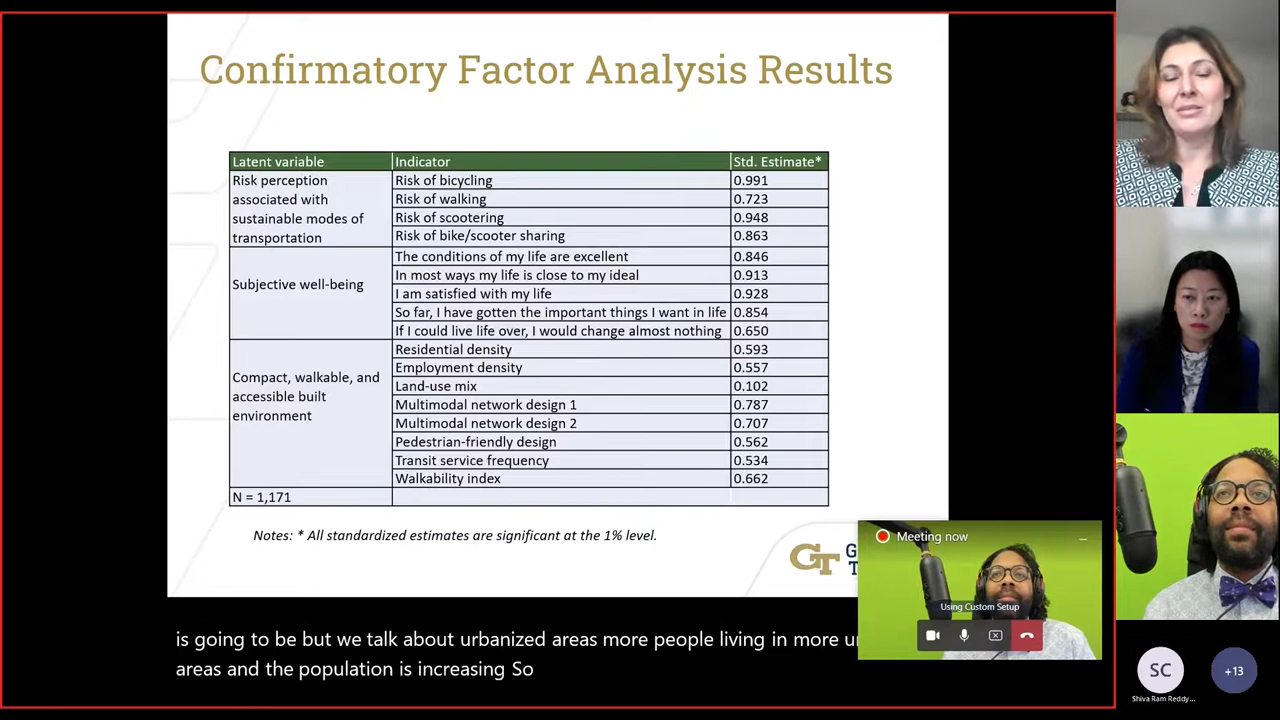 Confirmatory Factor Analysis Results
Latent variable Indicator Std. Estimate*
Risk perception associated with sustainable modes of transportation
Risk of bicycling 0.991
Risk of walking 0.723
Risk of scootering 0.948
Risk of bike/scooter sharing 0.863
Subjective well-being
The conditions of my life are excellent 0.846
In most ways my life is close to my ideal 0.913
I am satisfied with my life 0.928
So far, I have gotten the important things I want in life 0.854
If I could live life over, I would change almost nothing 0.650
Compact, walkable, and accessible built environment
Residential density 0.593
Employment density 0.557
Land-use mix 0.102
Multimodal network design 1 0.787
Multimodal network design 2 0.707
Pedestrian-friendly design 0.562
Transit service frequency 0.534
Walkability index 0.662
N = 1,171
Notes: * All standardized estimates are significant at the 1% level.
GT
Meeting now
Using Custom Setup
is going to be but we talk about urbanized areas more people living in more
areas and the population is increasing So
SC
+13
Shiva Ram Reddy...